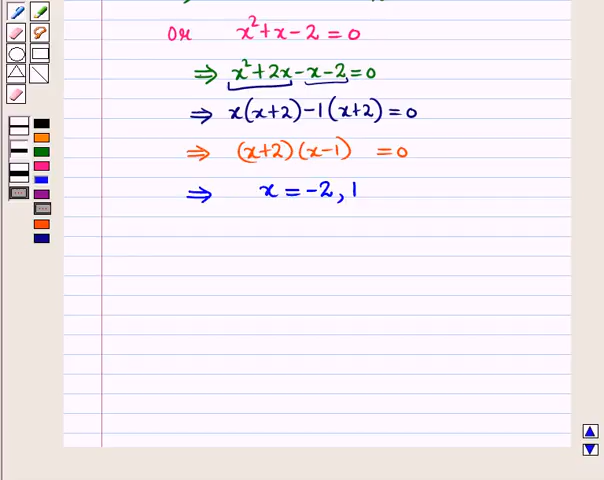 OR x²+x-2=0
⇒ x²+2x-x-2=0
⇒ x(x+2)-1(x+2)=0
⇒ (x+2)(x-1) =0
⇒ x=-2,1